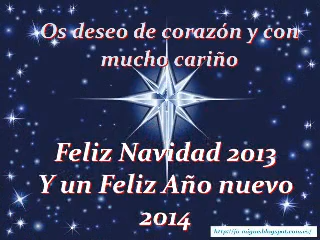 Os deseo de corazón y con
mucho cariño
Feliz Navidad 2013
Y un Feliz Año nuevo
2014